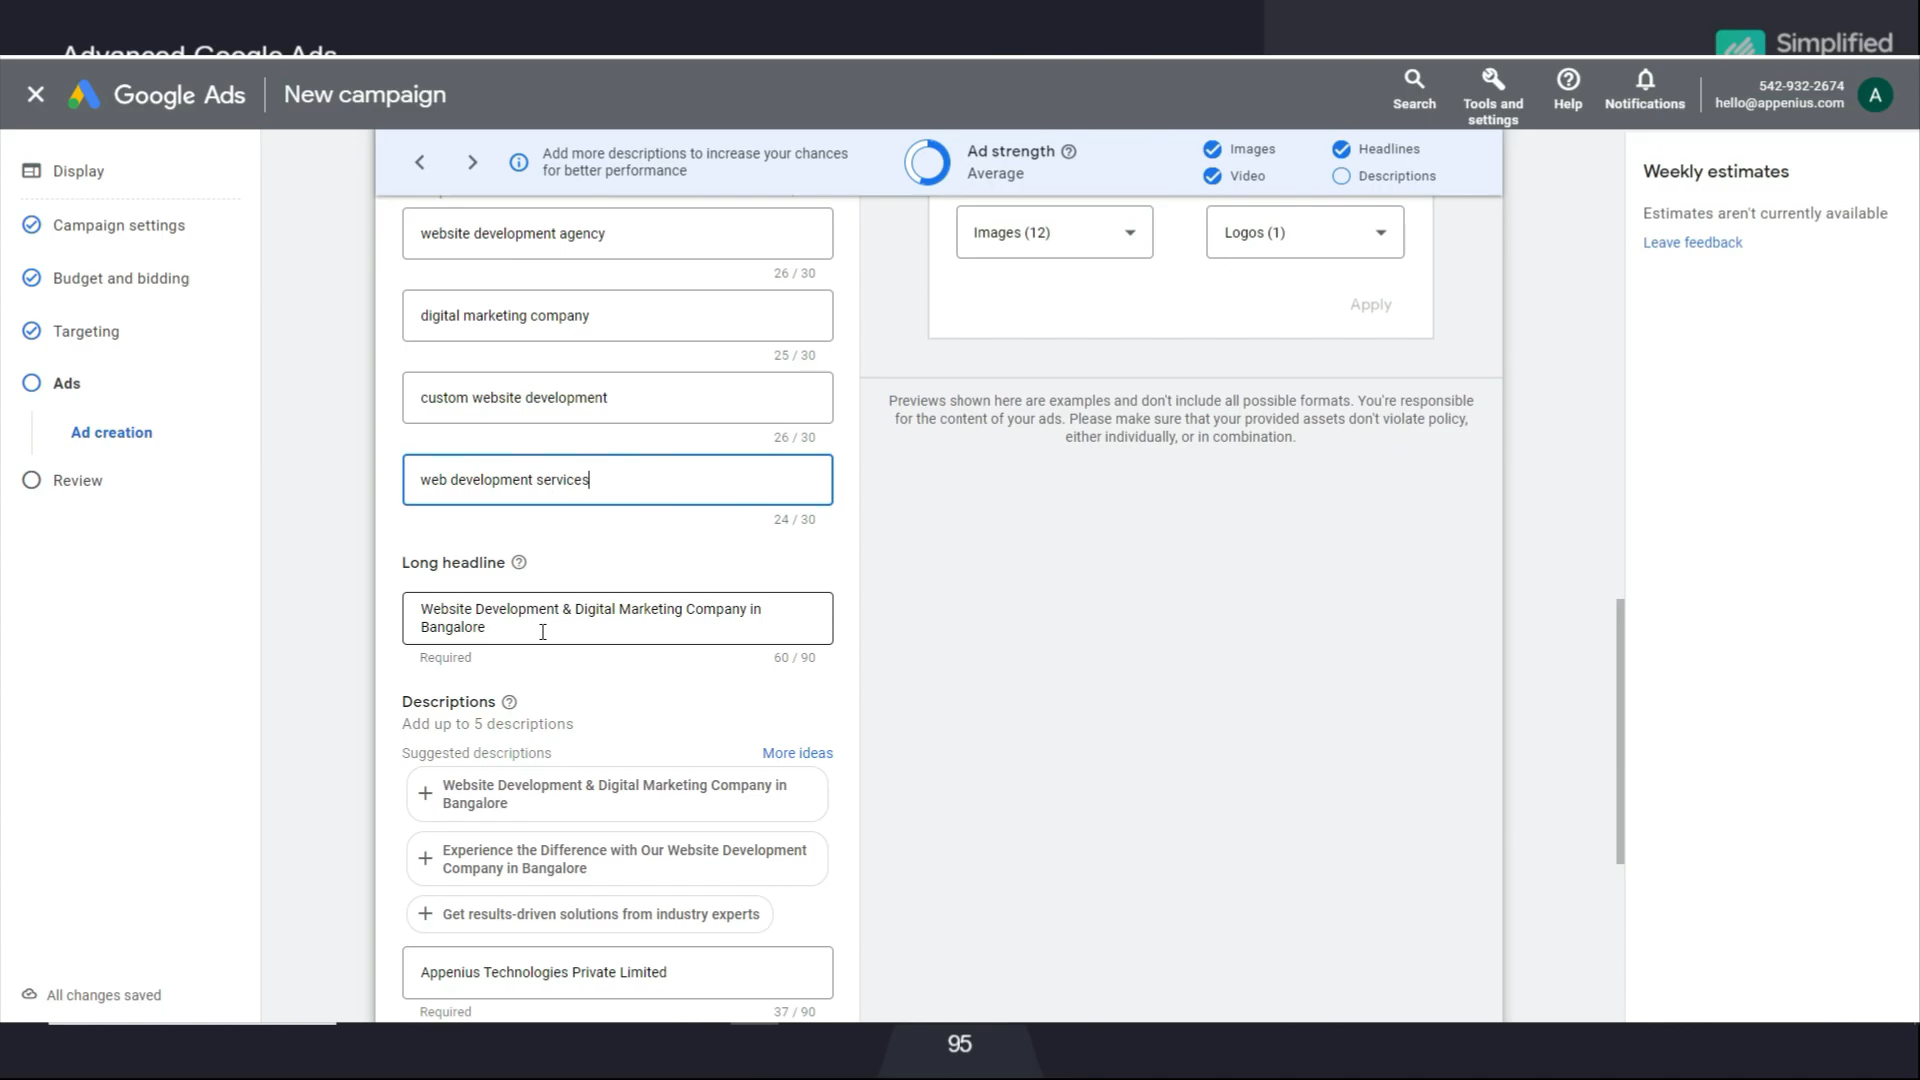 Advanced Google Ads
Simplified
Google Ads
New campaign
Search
Tools and
settings
Help
Notifications
542-932-2674
hello@appenius.com
A
Display
Campaign settings
Budget and bidding
Targeting
Ads
Ad creation
Review
All changes saved
Add more descriptions to increase your chances
for better performance
Ad strength
Average
Images
Headlines
Video
Descriptions
website development agency
26 / 30
digital marketing company
25 / 30
custom website development
26 / 30
web development services
24 / 30
Long headline
Website Development & Digital Marketing Company in
Bangalore
Required
60 / 90
Descriptions
Add up to 5 descriptions
Suggested descriptions
More ideas
Website Development & Digital Marketing Company in
Bangalore
Experience the Difference with Our Website Development
Company in Bangalore
Get results-driven solutions from industry experts
Appenius Technologies Private Limited
Required
37 / 90
Images (12)
Logos (1)
Apply
Previews shown here are examples and don't include all possible formats. You're responsible
for the content of your ads. Please make sure that your provided assets don't violate policy,
either individually, or in combination.
Weekly estimates
Estimates aren't currently available
Leave feedback
95